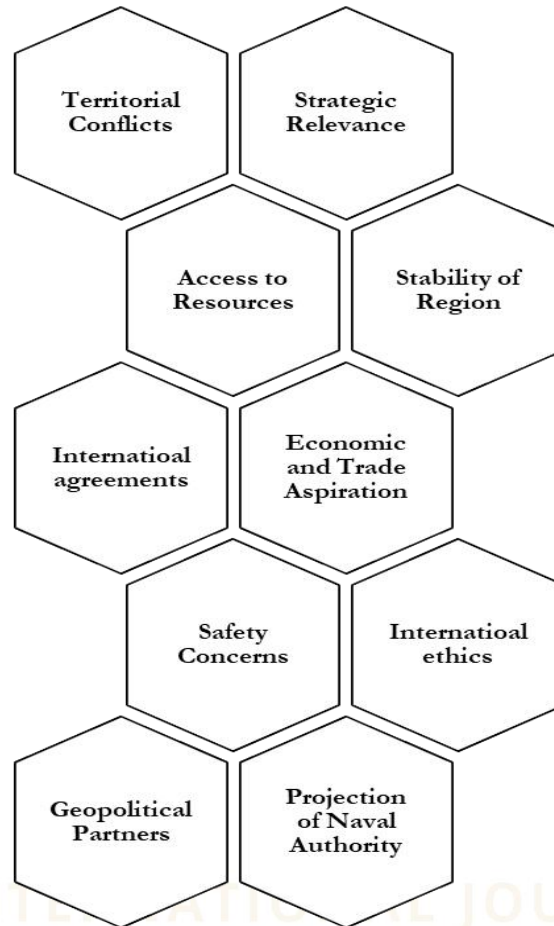 Territorial
Conflicts
Strategic
Relevance
Access to
Resources
Stability of
Region
Internatioal
agreements
Economic
and Trade
Aspiration
Safety
Concerns
Internatioal
ethics
Geopolitical
Partners
Projection
of Naval
Authority